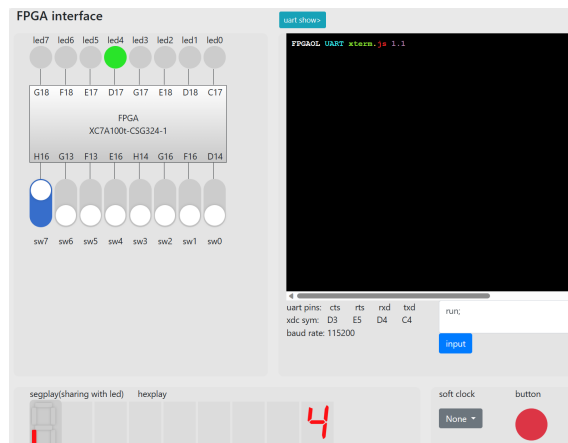 FPGA interface
uart show>
led7 led6 led5 led4 led3 led2 led1 led0
G18 F18 E17 D17 G17 E18 D18 C17
FPGA
XC7A100t-CSG324-1
H16 G13 F13 E16 H14 G16 F16 D14
sw7 sw6 sw5 sw4 sw3 sw2 sw1 sw0
FPGAOL UART xterm.js 1.1
uart pins: cts rts rxd txd
xdc sym: D3 E5 D4 C4
baud rate: 115200
run;
input
segplay(sharing with led) hexplay
4
soft clock button
None